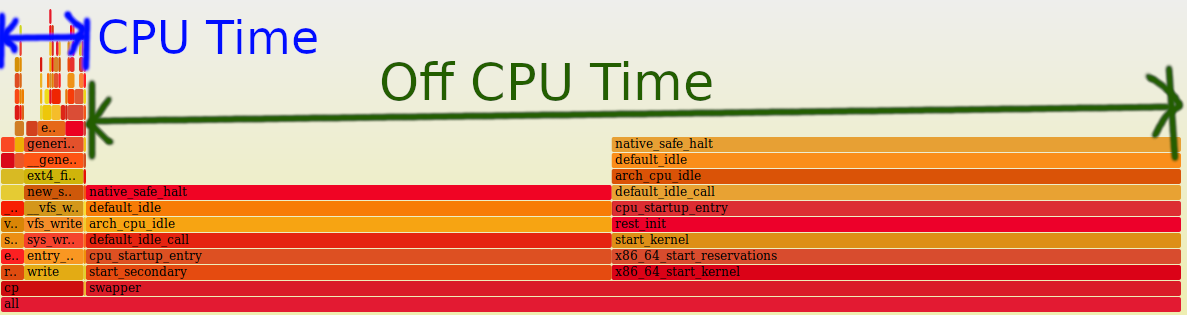 CPU Time
Off CPU Time
e..
generi.. native_safe_halt
__gene.. default_idle
ext4_fi.. arch_cpu_idle
new_s.. native_safe_halt default_idle_call
_.. __vfs_w.. default_idle cpu_startup_entry
v.. vfs_write arch_cpu_idle rest_init
s.. sys_wr.. default_idle_call start_kernel
e.. entry_.. cpu_startup_entry x86_64_start_reservations
r.. write start_secondary x86_64_start_kernel
cp swapper
all